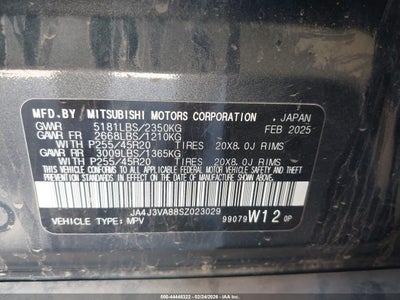 MFD.BY MITSUBISHI MOTORS CORPORATION, JAPAN
GVWR 5181LBS/2350KG FEB 2025
GAWR FR 2668LBS/1210KG
P255/45R20 TIRES 20X8.0J RIMS
GAWR RR 3009LBS/1365KG
P255/45R20 TIRES 20X8.0J RIMS
THIS VEHICLE CONFORMS TO ALL APPLICABLE
FEDERAL MOTOR VEHICLE SAFETY AND THEFT
PREVENTION STANDARDS IN EFFECT ON THE DATE
OF MANUFACTURE SHOWN ABOVE.
JA4J3VA88SZ023029
VEHICLE TYPE: MPV 99079 W12 0P